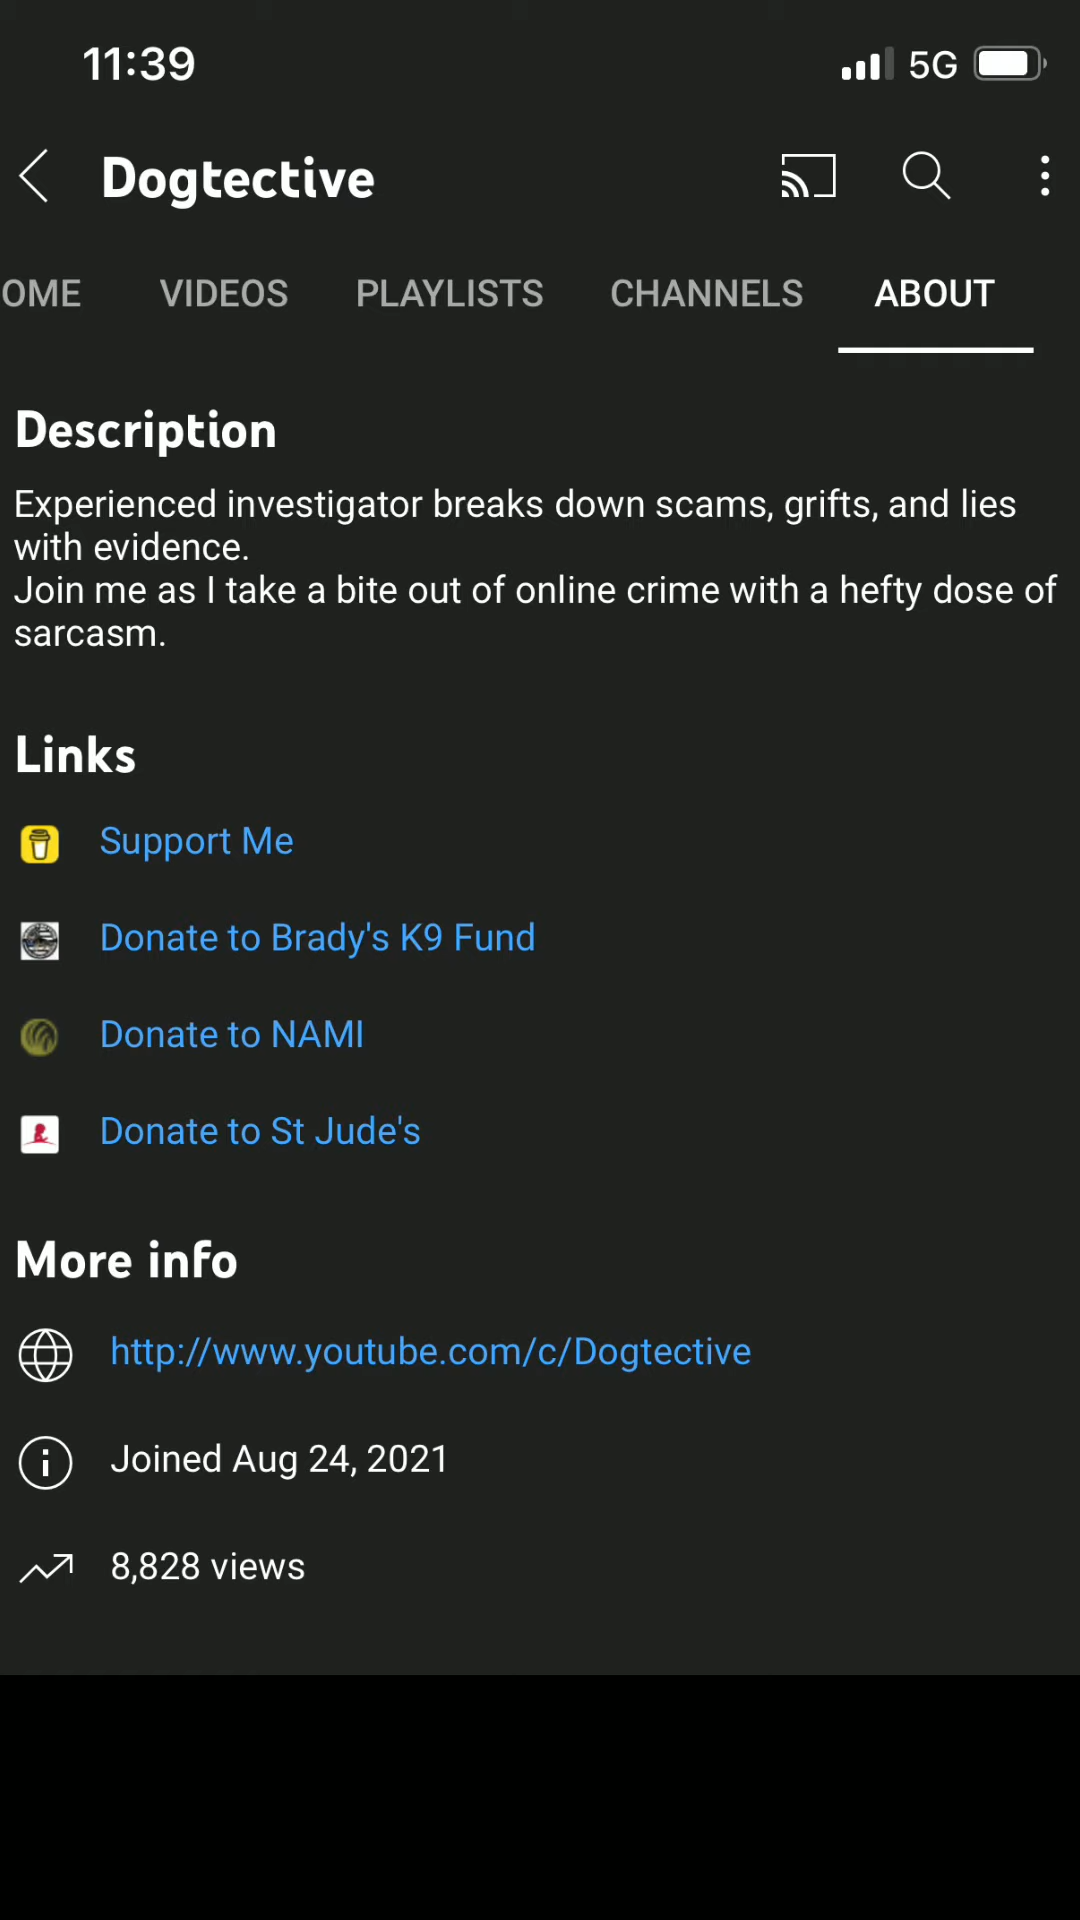 11:39
5G
Dogtective
OME VIDEOS PLAYLISTS CHANNELS ABOUT
Description
Experienced investigator breaks down scams, grifts, and lies
with evidence.
Join me as I take a bite out of online crime with a hefty dose of
sarcasm.
Links
Support Me
Donate to Brady's K9 Fund
Donate to NAMI
Donate to St Jude's
More info
http://www.youtube.com/c/Dogtective
Joined Aug 24, 2021
8,828 views